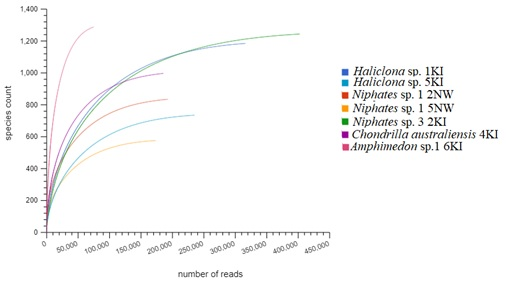 1,400
1,200
1,000
800
600
400
200
0
species count
0
50,000
100,000
150,000
200,000
250,000
300,000
350,000
400,000
450,000
number of reads
Haliclona sp. 1KI
Haliclona sp. 5KI
Niphates sp. 1 2NW
Niphates sp. 1 5NW
Niphates sp. 3 2KI
Chondrilla australiensis 4KI
Amphimedon sp.1 6KI